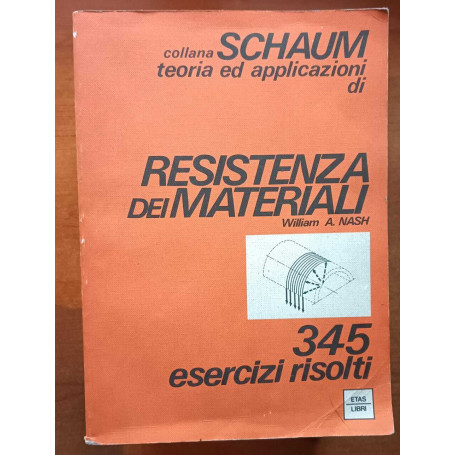 collana SCHAUM
teoria ed applicazioni
di
RESISTENZA
DEI MATERIALI
William A. NASH
345
esercizi risolti
ETAS
LIBRI